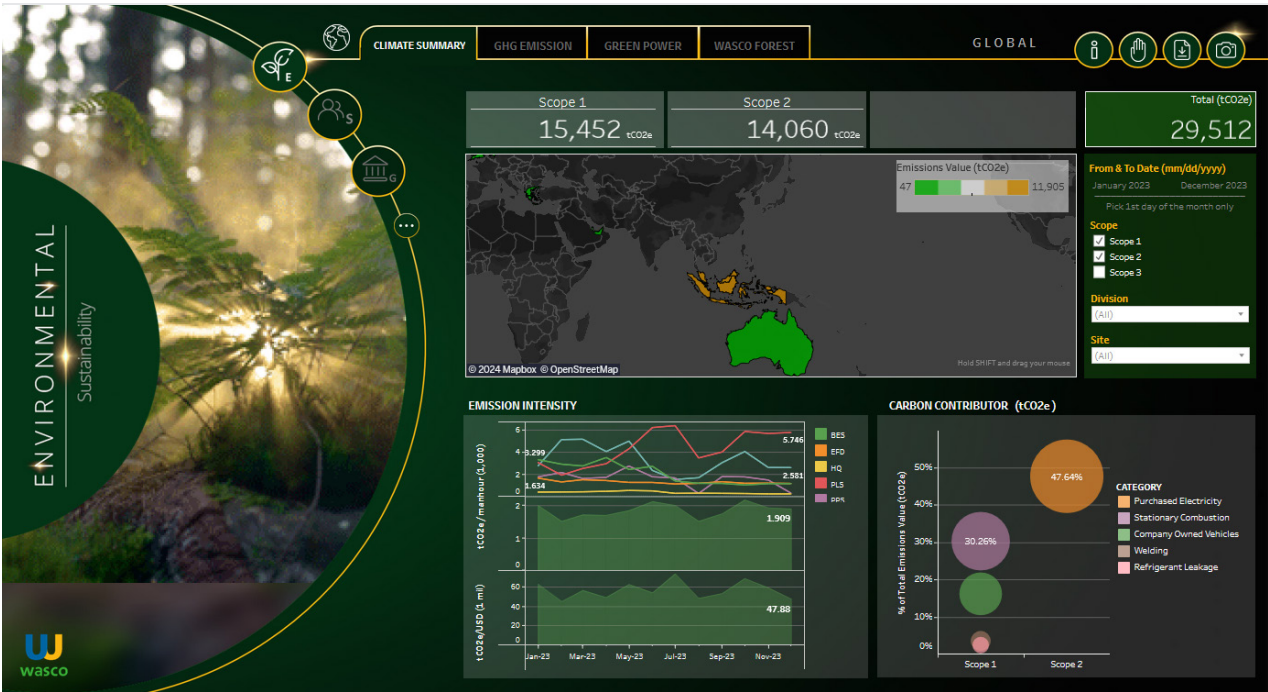 CLIMATE SUMMARY
GHG EMISSION
GREEN POWER
WASCO FOREST
GLOBAL
E
S
G
ENVIRONMENTAL
Sustainability
wasco
Scope 1
15,452 tCO2e
Scope 2
14,060 tCO2e
Total (tCO2e)
29,512
Emissions Value (tCO2e)
47
11,905
© 2024 Mapbox © OpenStreetMap
Hold SHIFT and drag your mouse
From & To Date (mm/dd/yyyy)
January 2023
December 2023
Pick 1st day of the month only
Scope
Scope 1
Scope 2
Scope 3
Division
(All)
Site
(All)
EMISSION INTENSITY
tCO2e / manhour (1,000)
6
4
2
0
3.299
1.634
5.746
2.581
2
1
0
1.909
tCO2e/USD (1 mil)
60
40
20
0
47.88
Jan-23
Mar-23
May-23
Jul-23
Sep-23
Nov-23
BES
EFD
HQ
PLS
PPS
CARBON CONTRIBUTOR (tCO2e)
% of Total Emissions Value (tCO2e)
50%
40%
30%
20%
10%
0%
47.64%
30.26%
Scope 1
Scope 2
CATEGORY
Purchased Electricity
Stationary Combustion
Company Owned Vehicles
Welding
Refrigerant Leakage